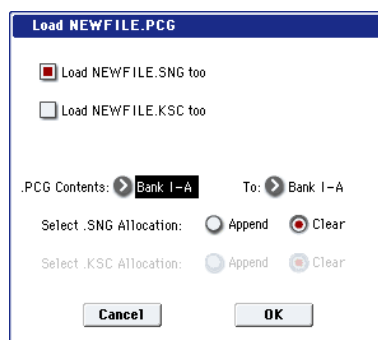 Load NEWFILE.PCG
Load NEWFILE.SNG too
Load NEWFILE.KSC too
.PCG Contents: Bank I-A To: Bank I-A
Select .SNG Allocation: Append Clear
Select .KSC Allocation: Append Clear
Cancel OK